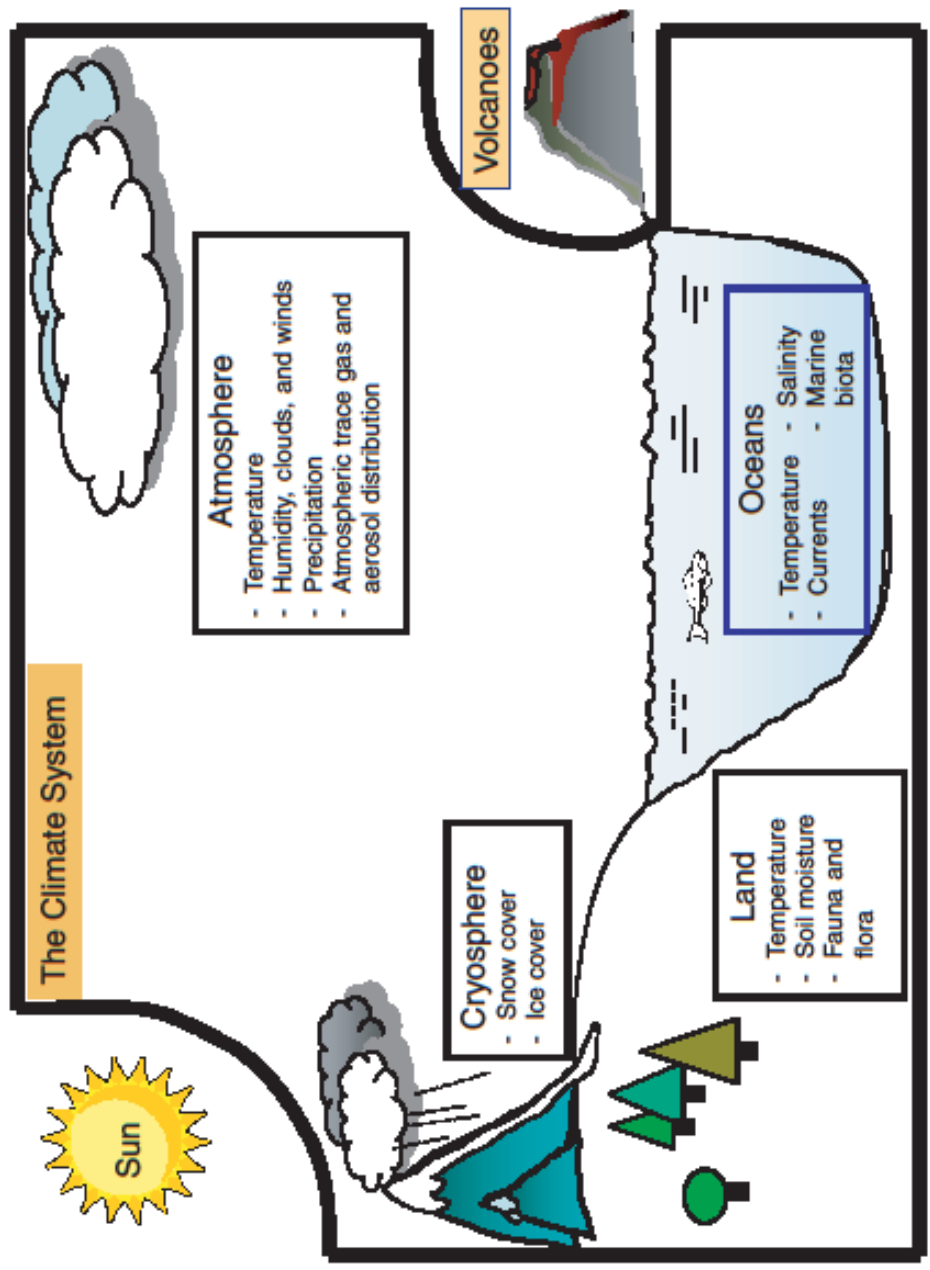 The Climate System
Sun
Atmosphere
- Temperature
- Humidity, clouds, and winds
- Precipitation
- Atmospheric trace gas and
aerosol distribution
Volcanoes
Cryosphere
- Snow cover
- Ice cover
Oceans
- Temperature - Salinity
- Currents - Marine
biota
Land
- Temperature
- Soil moisture
- Fauna and
flora